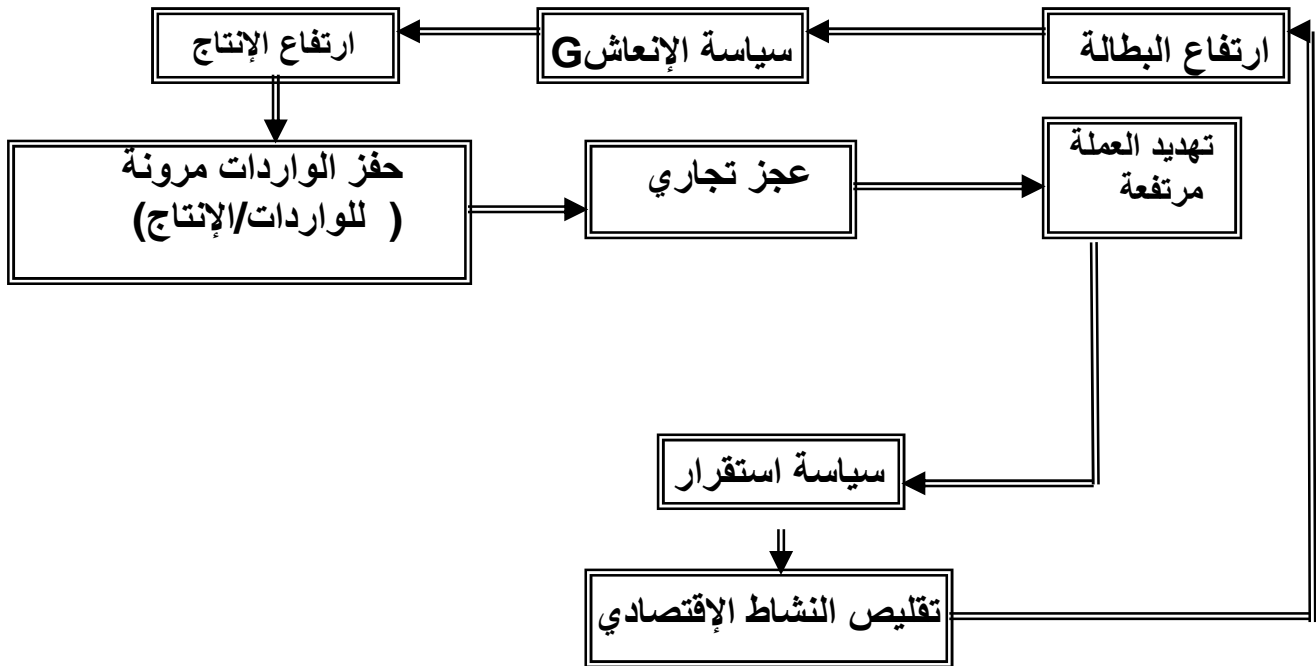 ارتفاع البطالة
سياسة الإنعاشG
ارتفاع الإنتاج
حفز الواردات مرونة
( للواردات/الإنتاج)
عجز تجاري
تهديد العملة
مرتفعة
سياسة استقرار
تقليص النشاط الإقتصادي